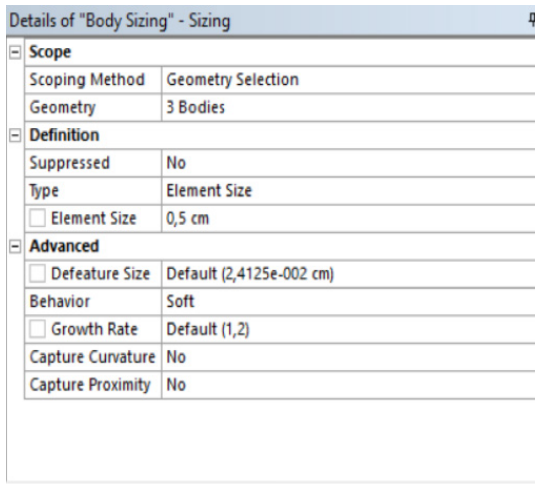 Details of "Body Sizing" - Sizing
Scope
Scoping Method Geometry Selection
Geometry 3 Bodies
Definition
Suppressed No
Type Element Size
Element Size 0,5 cm
Advanced
Defeature Size Default (2,4125e-002 cm)
Behavior Soft
Growth Rate Default (1,2)
Capture Curvature No
Capture Proximity No